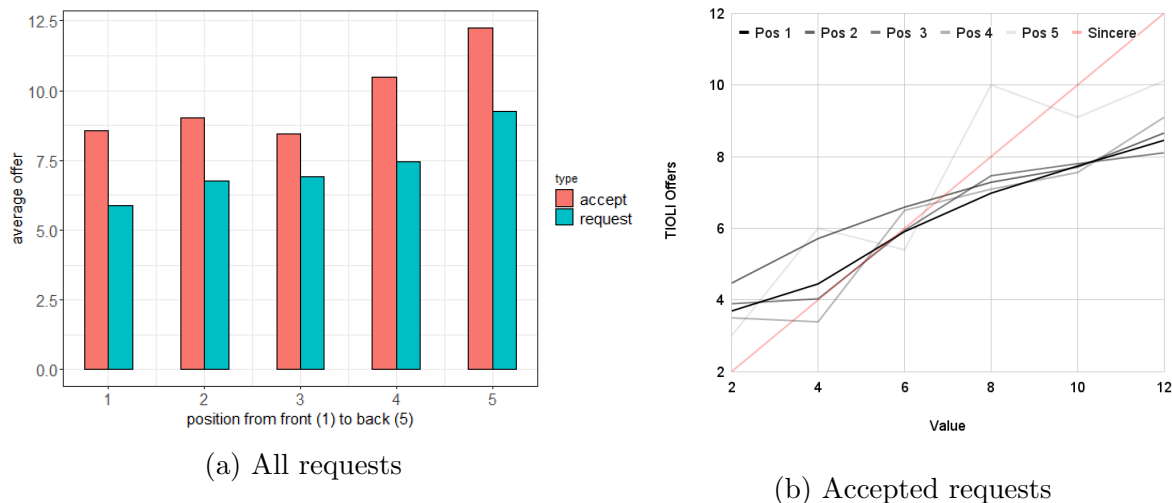 12.5
10.0
7.5
5.0
2.5
0.0
average offer
1 2 3 4 5
position from front (1) to back (5)
type
accept
request
(a) All requests
12
10
8
6
4
2
TIOLI Offers
Pos 1 Pos 2 Pos 3 Pos 4 Pos 5 Sincere
2 4 6 8 10 12
Value
(b) Accepted requests